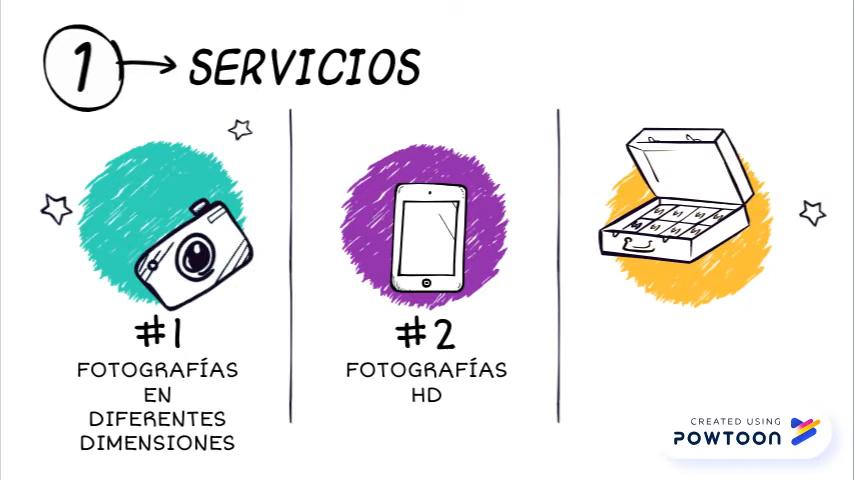 1 → SERVICIOS
#1
FOTOGRAFÍAS
EN
DIFERENTES
DIMENSIONES
#2
FOTOGRAFÍAS
HD
CREATED USING
POWTOON